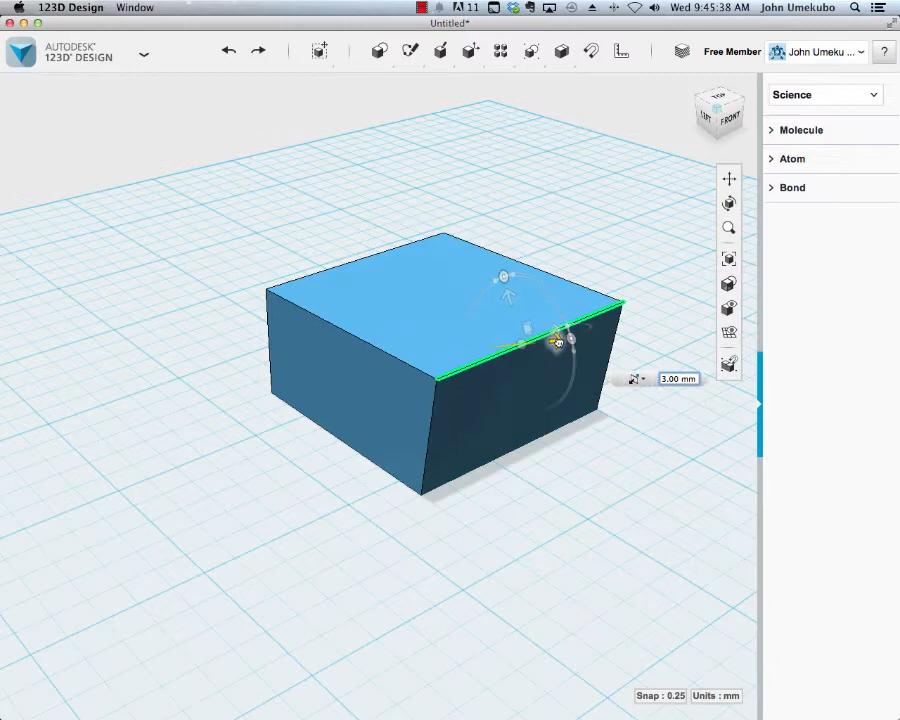 123D Design Window 11 Wed 9:45:38 AM John Umekubo
Untitled*
AUTODESK®
123D® DESIGN
Free Member John Umeku ... ?
Science
TOP
LEFT FRONT
Molecule
Atom
Bond
3.00 mm
Snap : 0.25 Units : mm